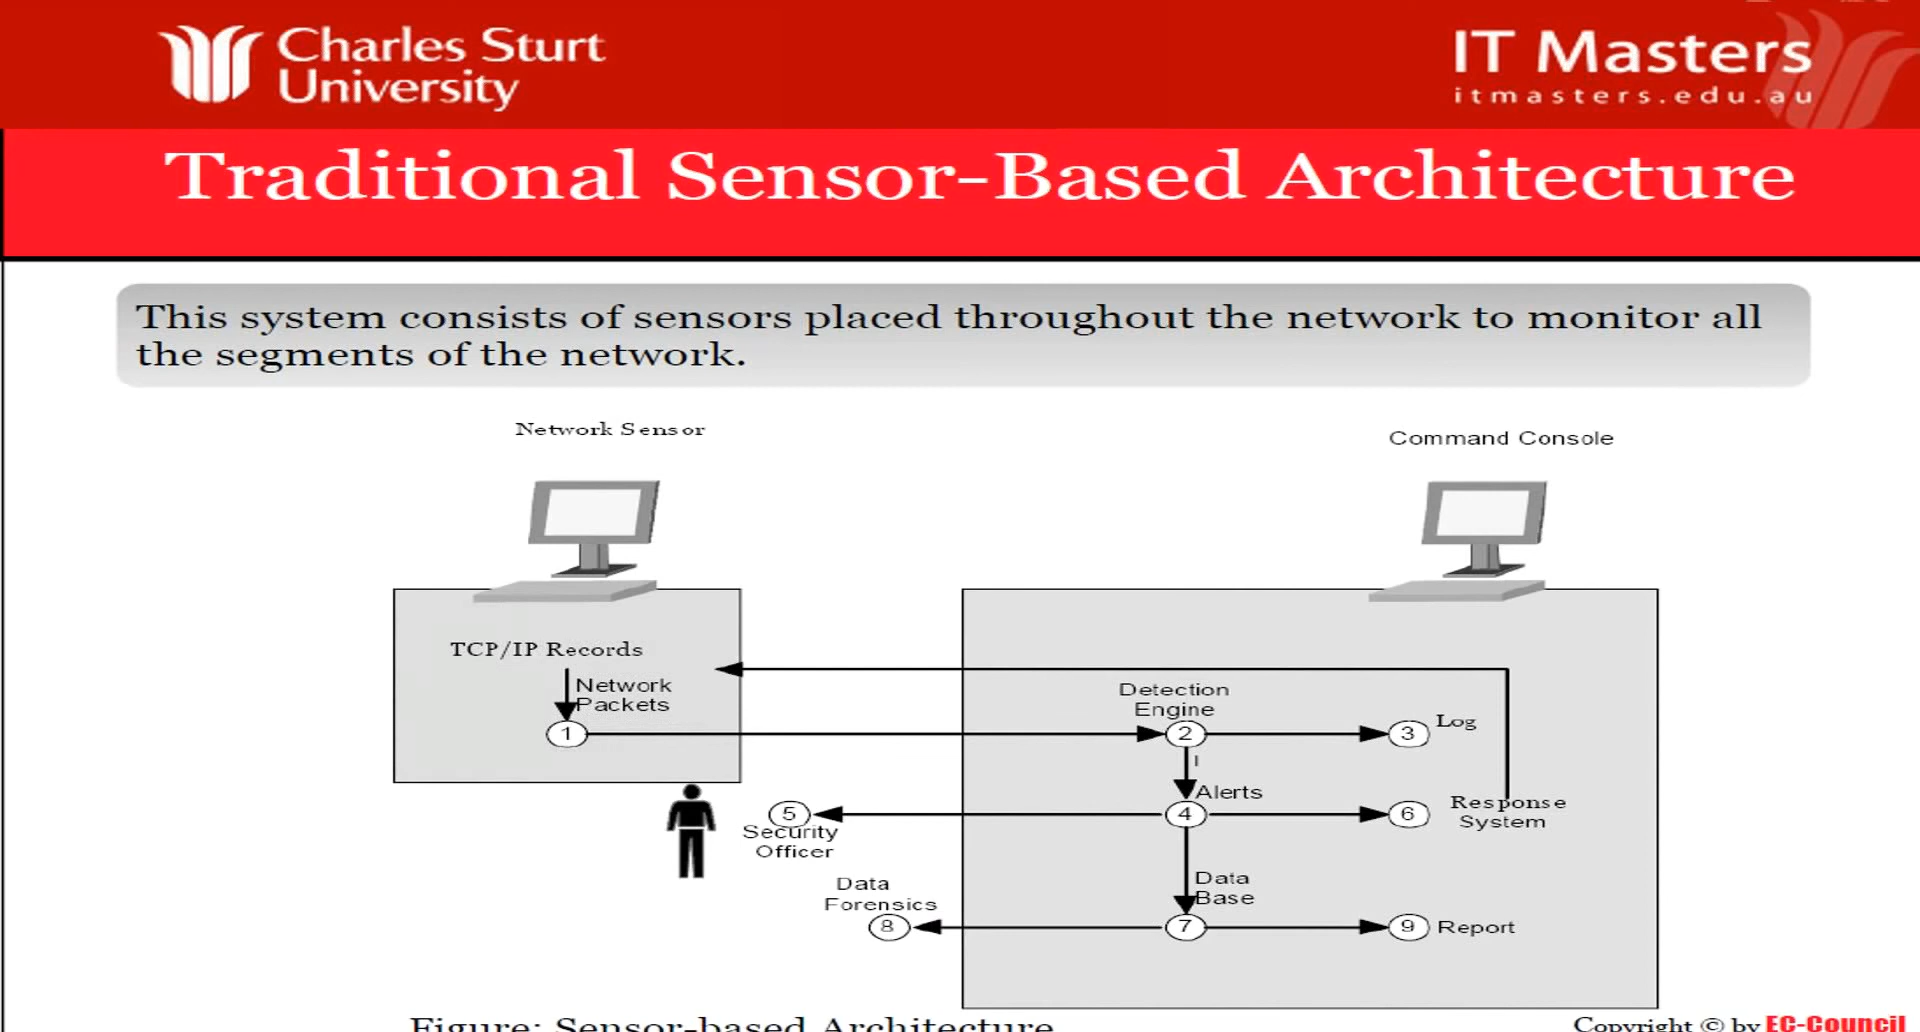 Charles Sturt
University
IT Masters
itmasters.edu.au
Traditional Sensor-Based Architecture
This system consists of sensors placed throughout the network to monitor all
the segments of the network.
Network Sensor
Command Console
TCP/IP Records
Network
Packets
1
Detection
Engine
2
3
Log
Alerts
4
5
Security
Officer
6
Response
System
Data
Base
7
Data
Forensics
8
9
Report
Figure: Sensor-based Architecture
Copyright © by EC-Council